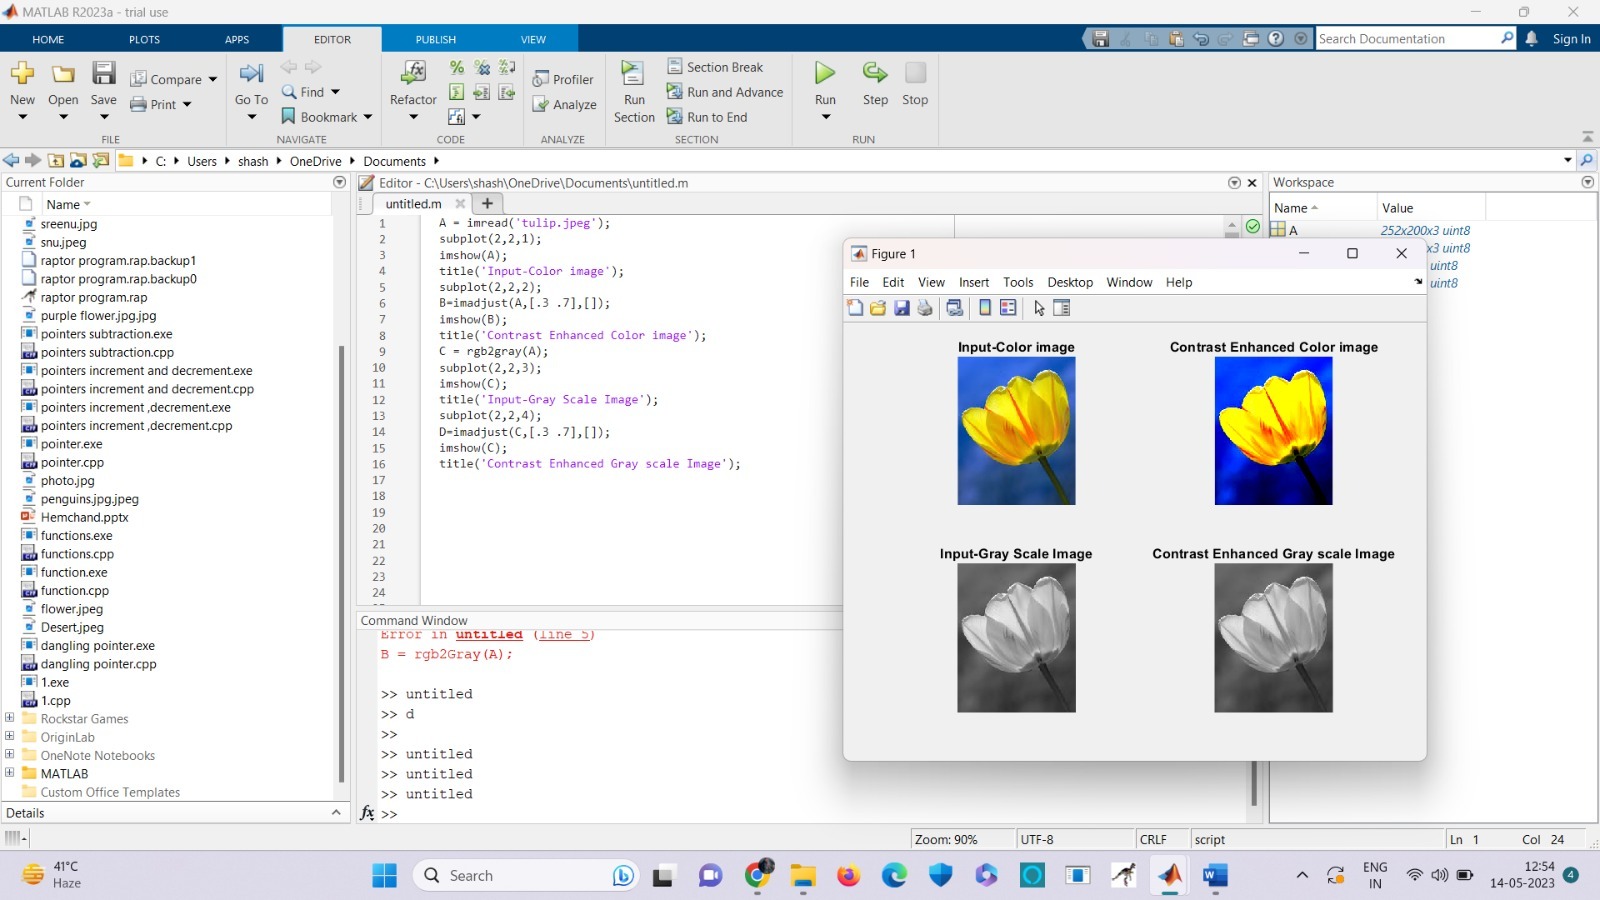 MATLAB R2023a - trial use
HOME PLOTS APPS EDITOR PUBLISH VIEW
Search Documentation
Sign In
New Open Save
Compare
Print
FILE
Go To
Find
Bookmark
NAVIGATE
Refactor
CODE
Profiler
Analyze
ANALYZE
Run Section
Section Break
Run and Advance
Run to End
SECTION
Run Step Stop
RUN
C: Users shash OneDrive Documents
Current Folder
Name
sreenu.jpg
snu.jpeg
raptor program.rap.backup1
raptor program.rap.backup0
raptor program.rap
purple flower.jpg.jpg
pointers subtraction.exe
pointers subtraction.cpp
pointers increment and decrement.exe
pointers increment and decrement.cpp
pointers increment ,decrement.exe
pointers increment ,decrement.cpp
pointer.exe
pointer.cpp
photo.jpg
penguins.jpg.jpeg
Hemchand.pptx
functions.exe
functions.cpp
function.exe
function.cpp
flower.jpeg
Desert.jpeg
dangling pointer.exe
dangling pointer.cpp
1.exe
1.cpp
Rockstar Games
OriginLab
OneNote Notebooks
MATLAB
Custom Office Templates
Details
Editor - C:\Users\shash\OneDrive\Documents\untitled.m
untitled.m
1 A = imread('tulip.jpeg');
2 subplot(2,2,1);
3 imshow(A);
4 title('Input-Color image');
5 subplot(2,2,2);
6 B=imadjust(A,[.3 .7],[]);
7 imshow(B);
8 title('Contrast Enhanced Color image');
9 C = rgb2gray(A);
10 subplot(2,2,3);
11 imshow(C);
12 title('Input-Gray Scale Image');
13 subplot(2,2,4);
14 D=imadjust(C,[.3 .7],[]);
15 imshow(C);
16 title('Contrast Enhanced Gray scale Image');
17
18
19
20
21
22
23
24
Command Window
Error in untitled (line 5)
B = rgb2Gray(A);
>> untitled
>> d
>>
>> untitled
>> untitled
>> untitled
fx >>
Workspace
Name Value
A 252x200x3 uint8
x3 uint8
uint8
uint8
Figure 1
File Edit View Insert Tools Desktop Window Help
Input-Color image
Contrast Enhanced Color image
Input-Gray Scale Image
Contrast Enhanced Gray scale Image
Zoom: 90% UTF-8 CRLF script Ln 1 Col 24
41°C
Haze
Search
ENG
IN
12:54
14-05-2023
4